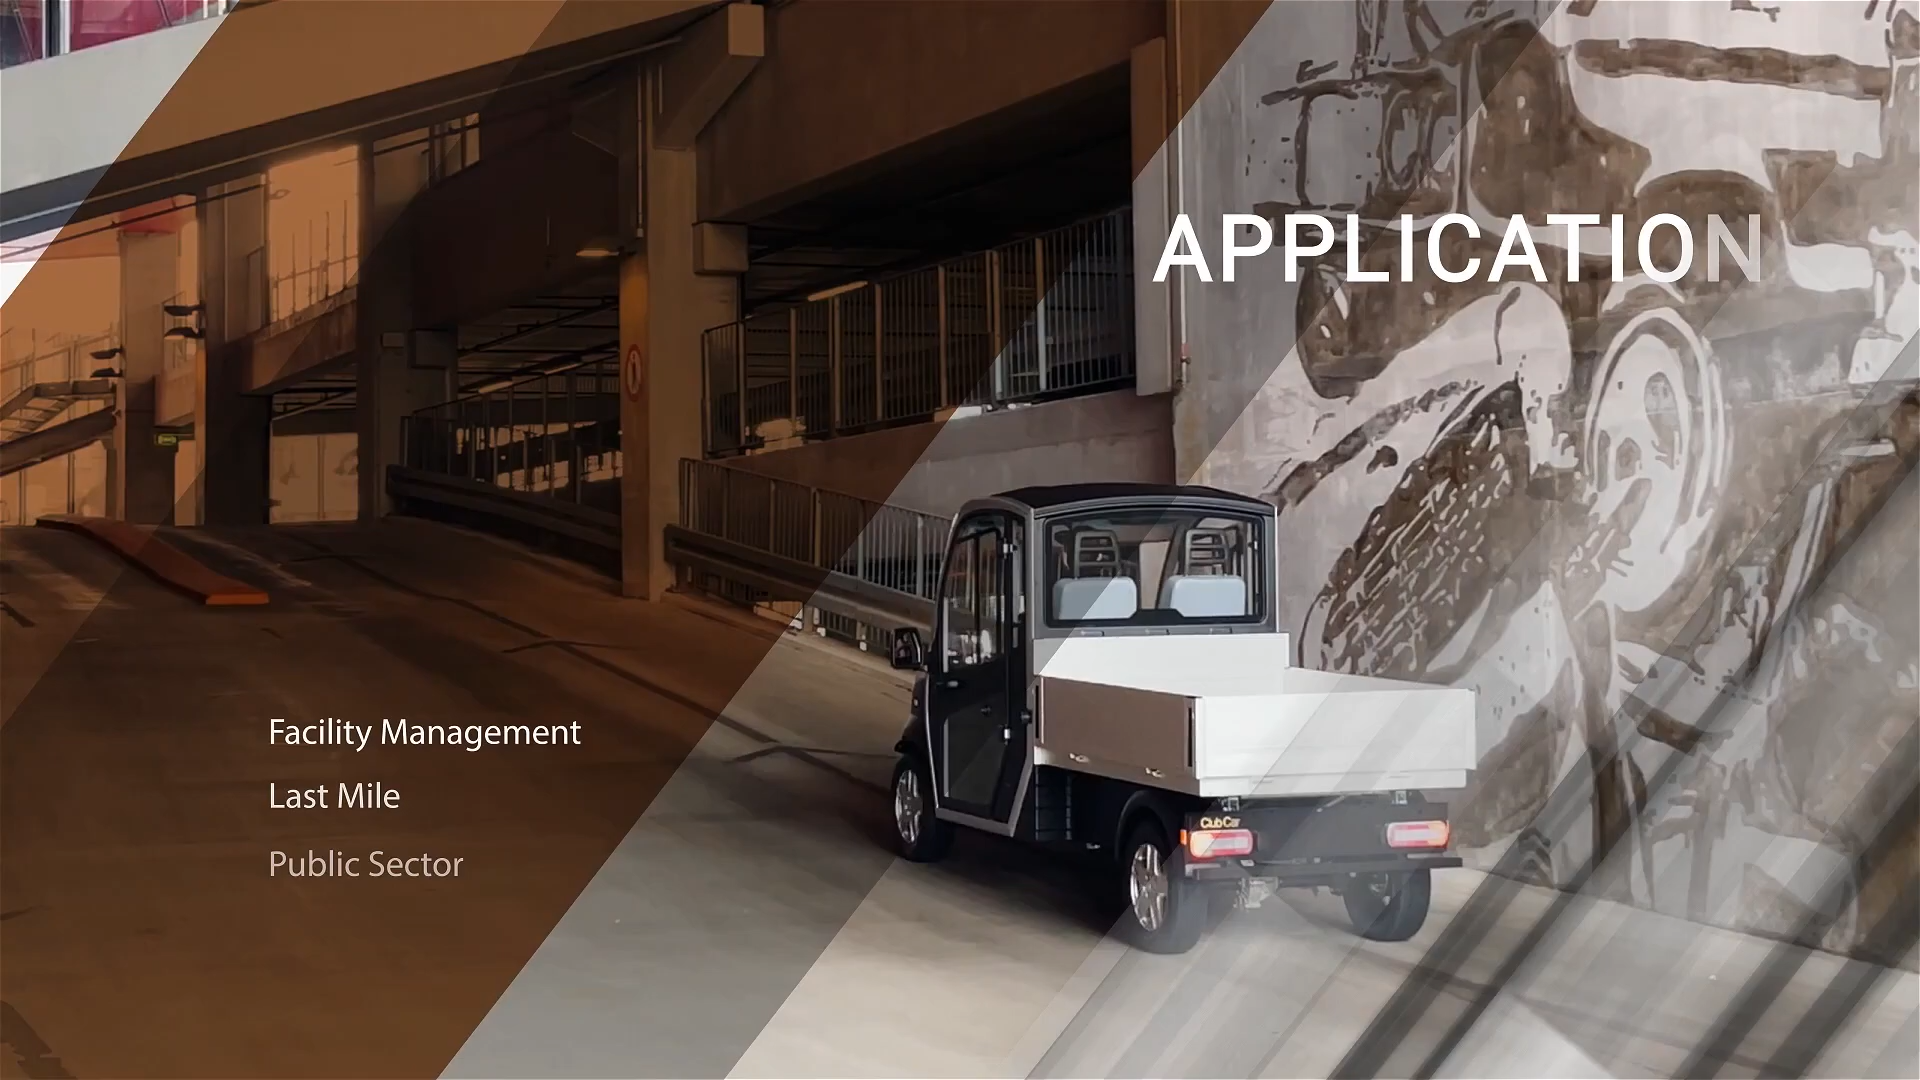 APPLICATION
Facility Management
Last Mile
Public Sector
Club Car